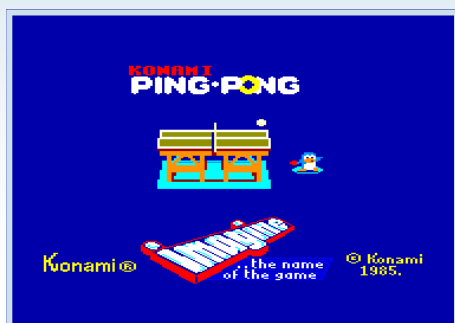 KONAMI
PING·PONG
imagine
...the name
of the game
Konami®
© Konami
1985.